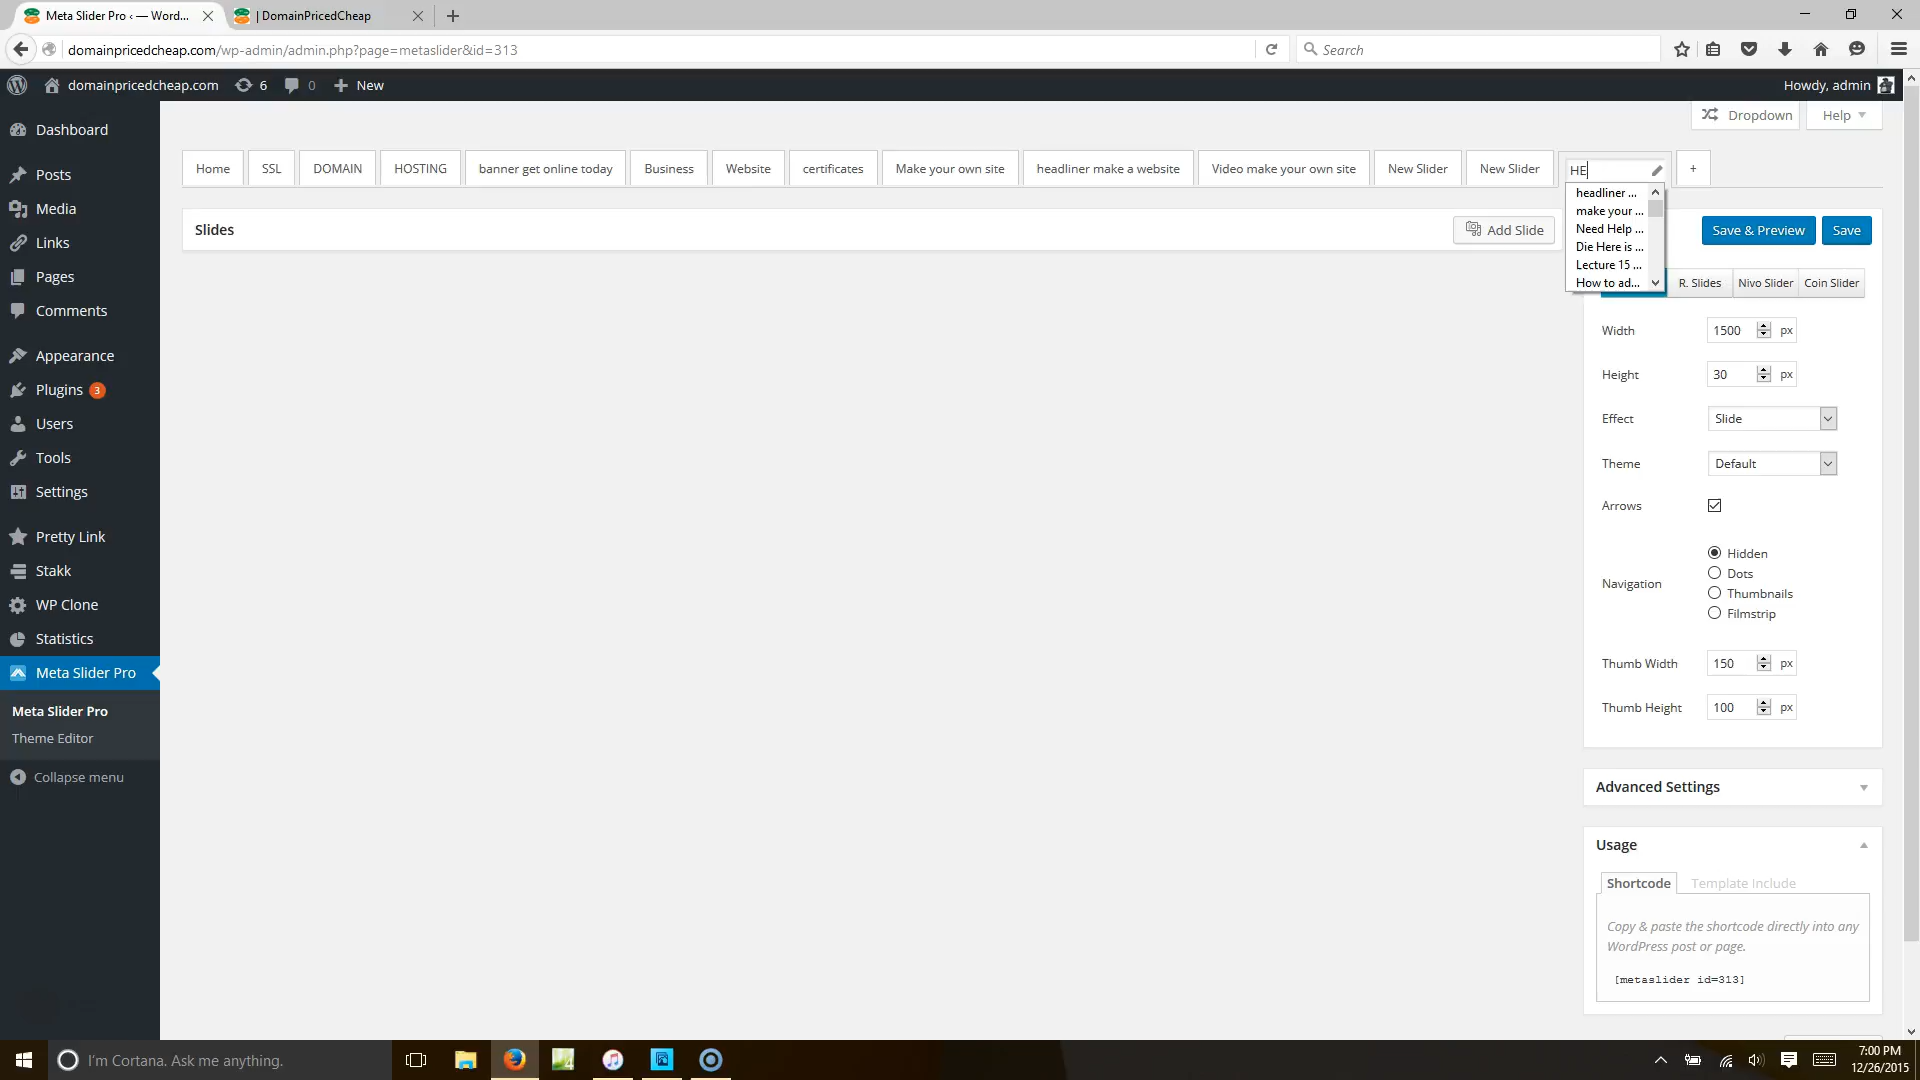 Meta Slider Pro ‹ — Word...
| DomainPricedCheap
domainpricedcheap.com/wp-admin/admin.php?page=metaslider&id=313
Search
domainpricedcheap.com
6
0
New
Howdy, admin
Dropdown
Help
Dashboard
Posts
Media
Links
Pages
Comments
Appearance
Plugins 3
Users
Tools
Settings
Pretty Link
Stakk
WP Clone
Statistics
Meta Slider Pro
Meta Slider Pro
Theme Editor
Collapse menu
Home
SSL
DOMAIN
HOSTING
banner get online today
Business
Website
certificates
Make your own site
headliner make a website
Video make your own site
New Slider
New Slider
HE
+
headliner ...
make your ...
Need Help ...
Die Here is ...
Lecture 15 ...
How to ad...
Slides
Add Slide
Save & Preview
Save
R. Slides
Nivo Slider
Coin Slider
Width 1500 px
Height 30 px
Effect Slide
Theme Default
Arrows
Navigation
Hidden
Dots
Thumbnails
Filmstrip
Thumb Width 150 px
Thumb Height 100 px
Advanced Settings
Usage
Shortcode
Template Include
Copy & paste the shortcode directly into any
WordPress post or page.
[metaslider id=313]
I'm Cortana. Ask me anything.
7:00 PM
12/26/2015